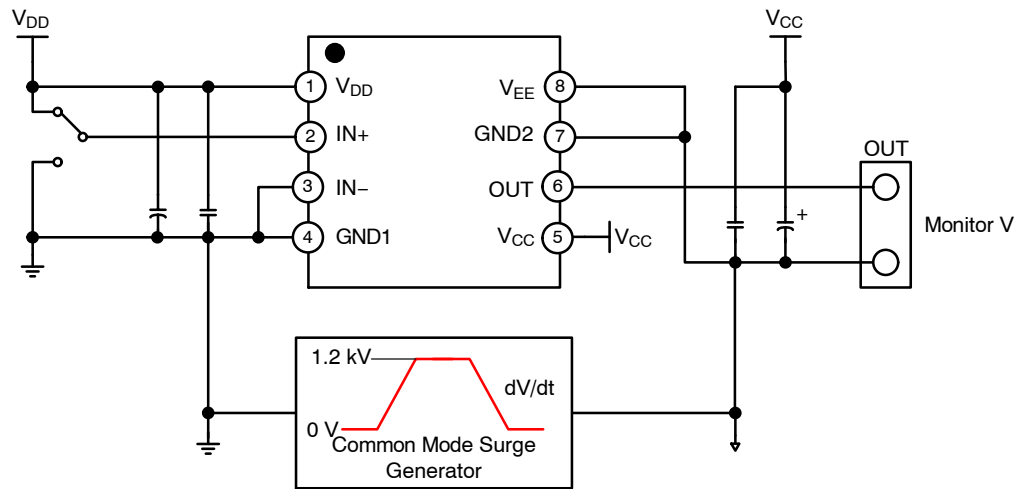 VDD
VCC
1 VDD
VEE 8
2 IN+
GND2 7
3 IN−
OUT 6
4 GND1
VCC 5
VCC
+
OUT
Monitor V
1.2 kV
dV/dt
0 V
Common Mode Surge
Generator